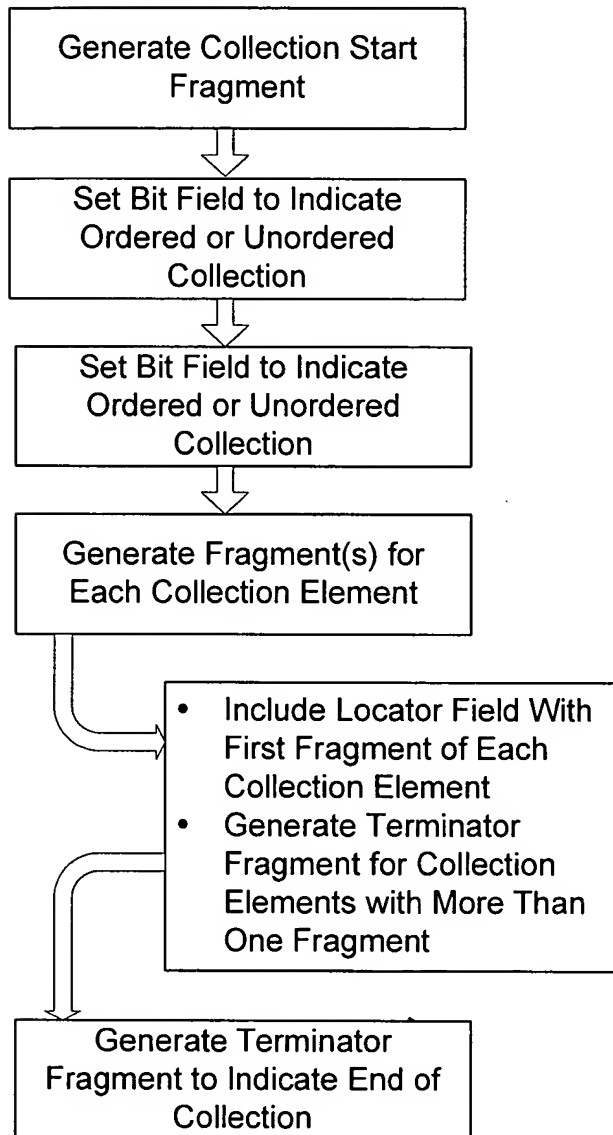 Generate Collection Start
Fragment
Set Bit Field to Indicate
Ordered or Unordered
Collection
Set Bit Field to Indicate
Ordered or Unordered
Collection
Generate Fragment(s) for
Each Collection Element
• Include Locator Field With
First Fragment of Each
Collection Element
• Generate Terminator
Fragment for Collection
Elements with More Than
One Fragment
Generate Terminator
Fragment to Indicate End of
Collection